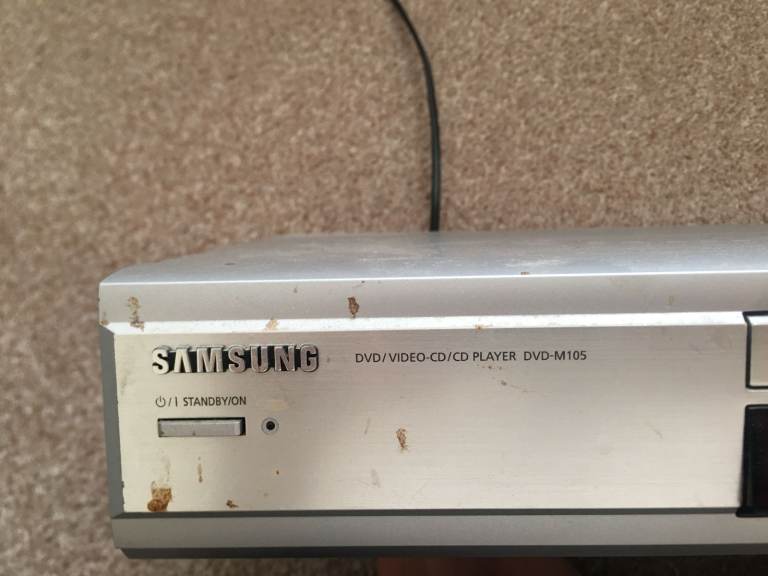 SAMSUNG DVD/VIDEO-CD/CD PLAYER DVD-M105
⏻/I STANDBY/ON